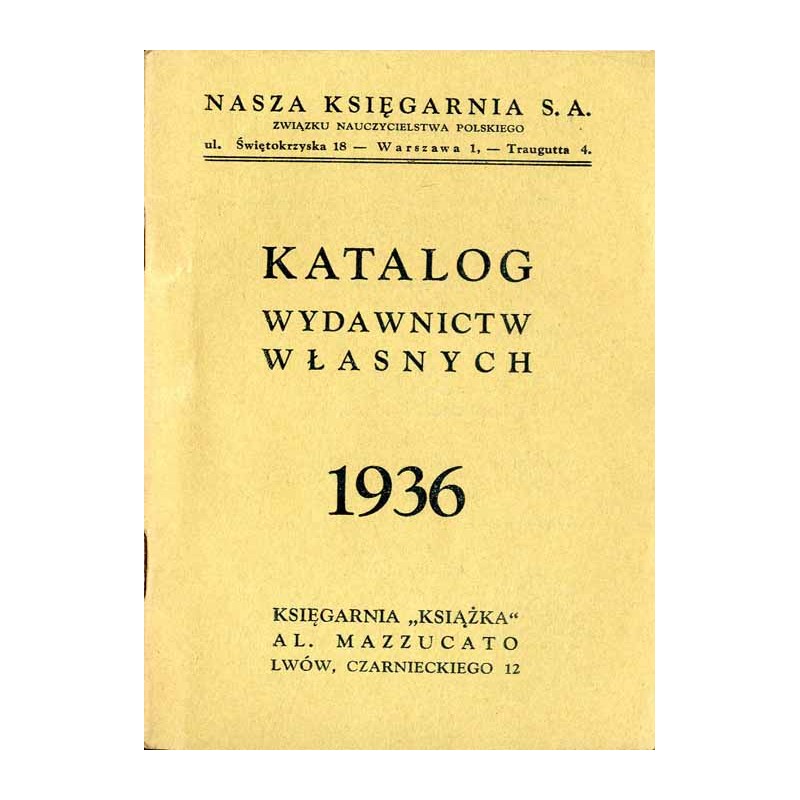 NASZA KSIĘGARNIA S. A.
ZWIĄZKU NAUCZYCIELSTWA POLSKIEGO
ul. Świętokrzyska 18 — Warszawa 1, — Traugutta 4.
KATALOG
WYDAWNICTW
WŁASNYCH
1936
KSIĘGARNIA „KSIĄŻKA“
AL. MAZZUCATO
LWÓW, CZARNIECKIEGO 12